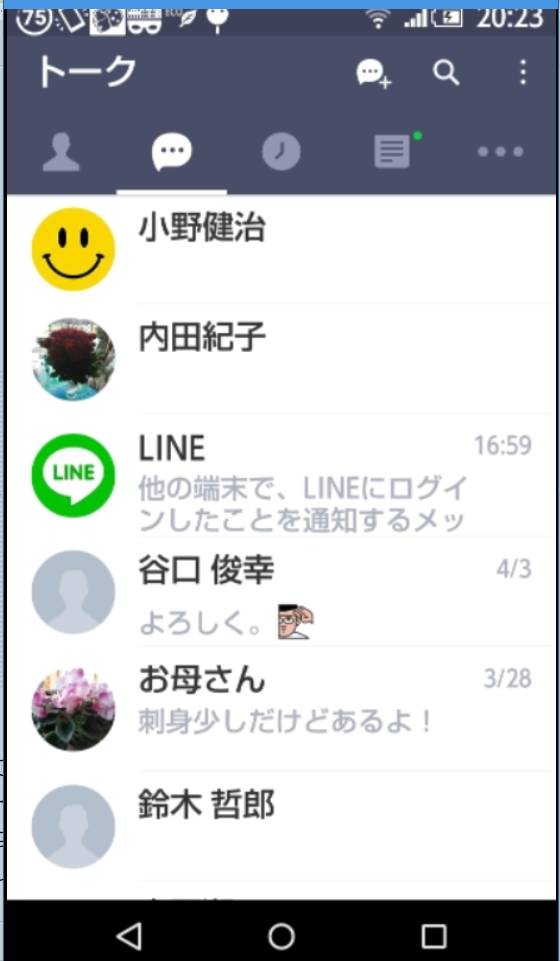 75
ECO
20:23
トーク
小野健治
内田紀子
LINE 16:59
LINE
他の端末で、LINEにログイ
ンしたことを通知するメッ
谷口 俊幸 4/3
よろしく。
お母さん 3/28
刺身少しだけどあるよ！
鈴木 哲郎